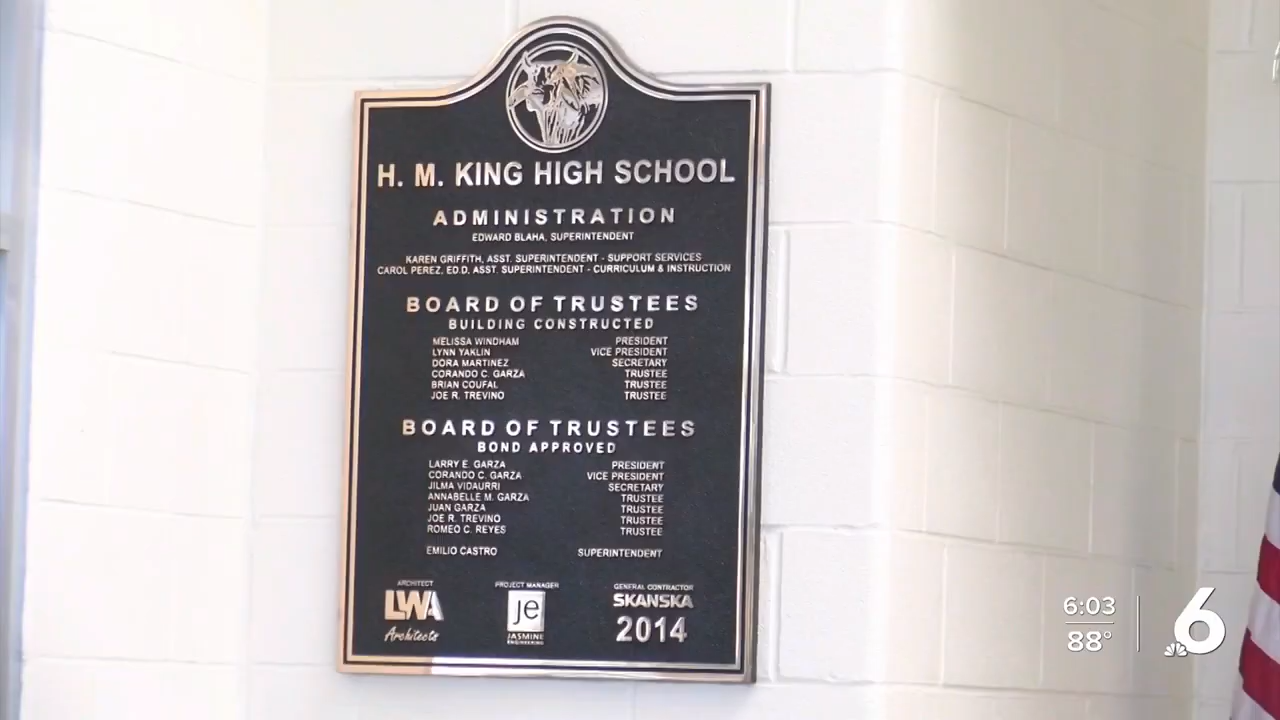 H. M. KING HIGH SCHOOL
ADMINISTRATION
EDWARD BLAHA, SUPERINTENDENT
KAREN GRIFFITH, ASST. SUPERINTENDENT - SUPPORT SERVICES
CAROL PEREZ, ED.D. ASST. SUPERINTENDENT - CURRICULUM & INSTRUCTION
BOARD OF TRUSTEES
BUILDING CONSTRUCTED
MELISSA WINDHAM PRESIDENT
LYNN YAKLIN VICE PRESIDENT
DORA MARTINEZ SECRETARY
CORANDO C. GARZA TRUSTEE
BRIAN COUFAL TRUSTEE
JOE R. TREVINO TRUSTEE
BOARD OF TRUSTEES
BOND APPROVED
LARRY E. GARZA PRESIDENT
CORANDO C. GARZA VICE PRESIDENT
JILMA VIDAURRI SECRETARY
ANNABELLE M. GARZA TRUSTEE
JUAN GARZA TRUSTEE
JOE R. TREVINO TRUSTEE
ROMEO C. REYES TRUSTEE
EMILIO CASTRO SUPERINTENDENT
ARCHITECT
LWA
Architects
PROJECT MANAGER
je
JASMINE
ENGINEERING
GENERAL CONTRACTOR
SKANSKA
2014
6:03
88°
6